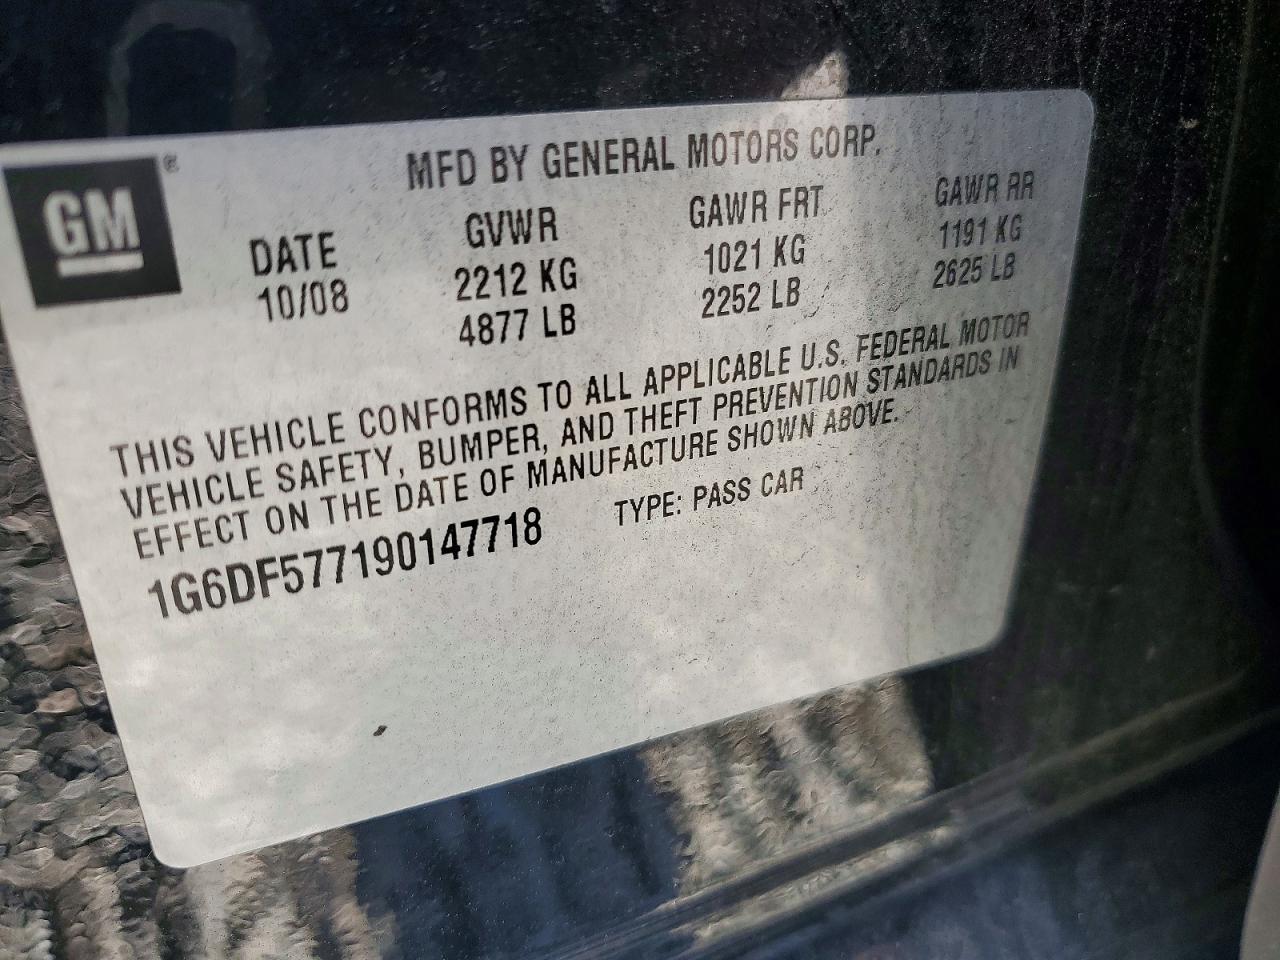 GM ®
MFD BY GENERAL MOTORS CORP.
DATE GVWR GAWR FRT GAWR RR
10/08 2212 KG 1021 KG 1191 KG
4877 LB 2252 LB 2625 LB
THIS VEHICLE CONFORMS TO ALL APPLICABLE U.S. FEDERAL MOTOR
VEHICLE SAFETY, BUMPER, AND THEFT PREVENTION STANDARDS IN
EFFECT ON THE DATE OF MANUFACTURE SHOWN ABOVE.
1G6DF577190147718 TYPE: PASS CAR